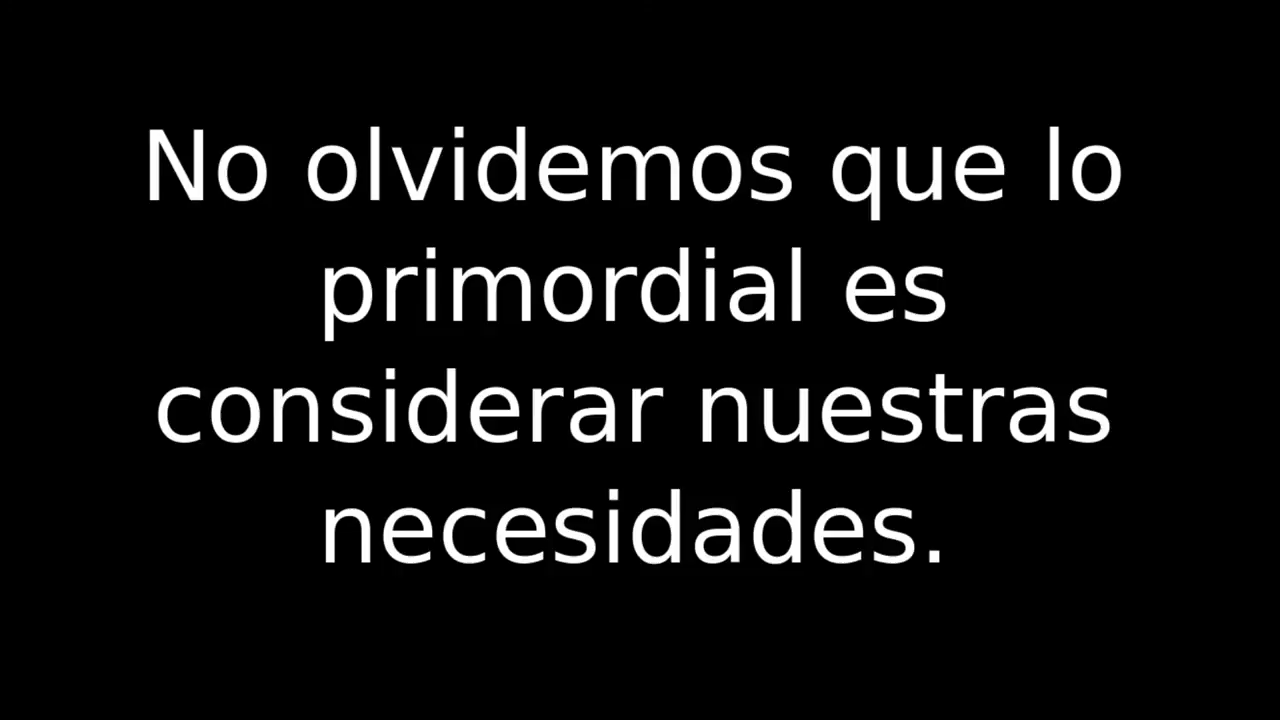 No olvidemos que lo
primordial es
considerar nuestras
necesidades.